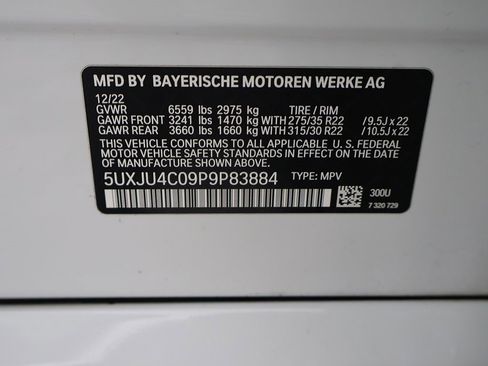 MFD BY BAYERISCHE MOTOREN WERKE AG
12/22
GVWR 6559 lbs 2975 kg TIRE / RIM
GAWR FRONT 3241 lbs 1470 kg WITH 275/35 R22 /9.5J x 22
GAWR REAR 3660 lbs 1660 kg WITH 315/30 R22 /10.5J x 22
THIS VEHICLE CONFORMS TO ALL APPLICABLE
U.S. FEDERAL MOTOR VEHICLE SAFETY STANDARDS IN
EFFECT ON THE DATE OF MANUFACTURE SHOWN ABOVE.
5UXJU4C09P9P83884 TYPE: MPV
300U
7 320 729